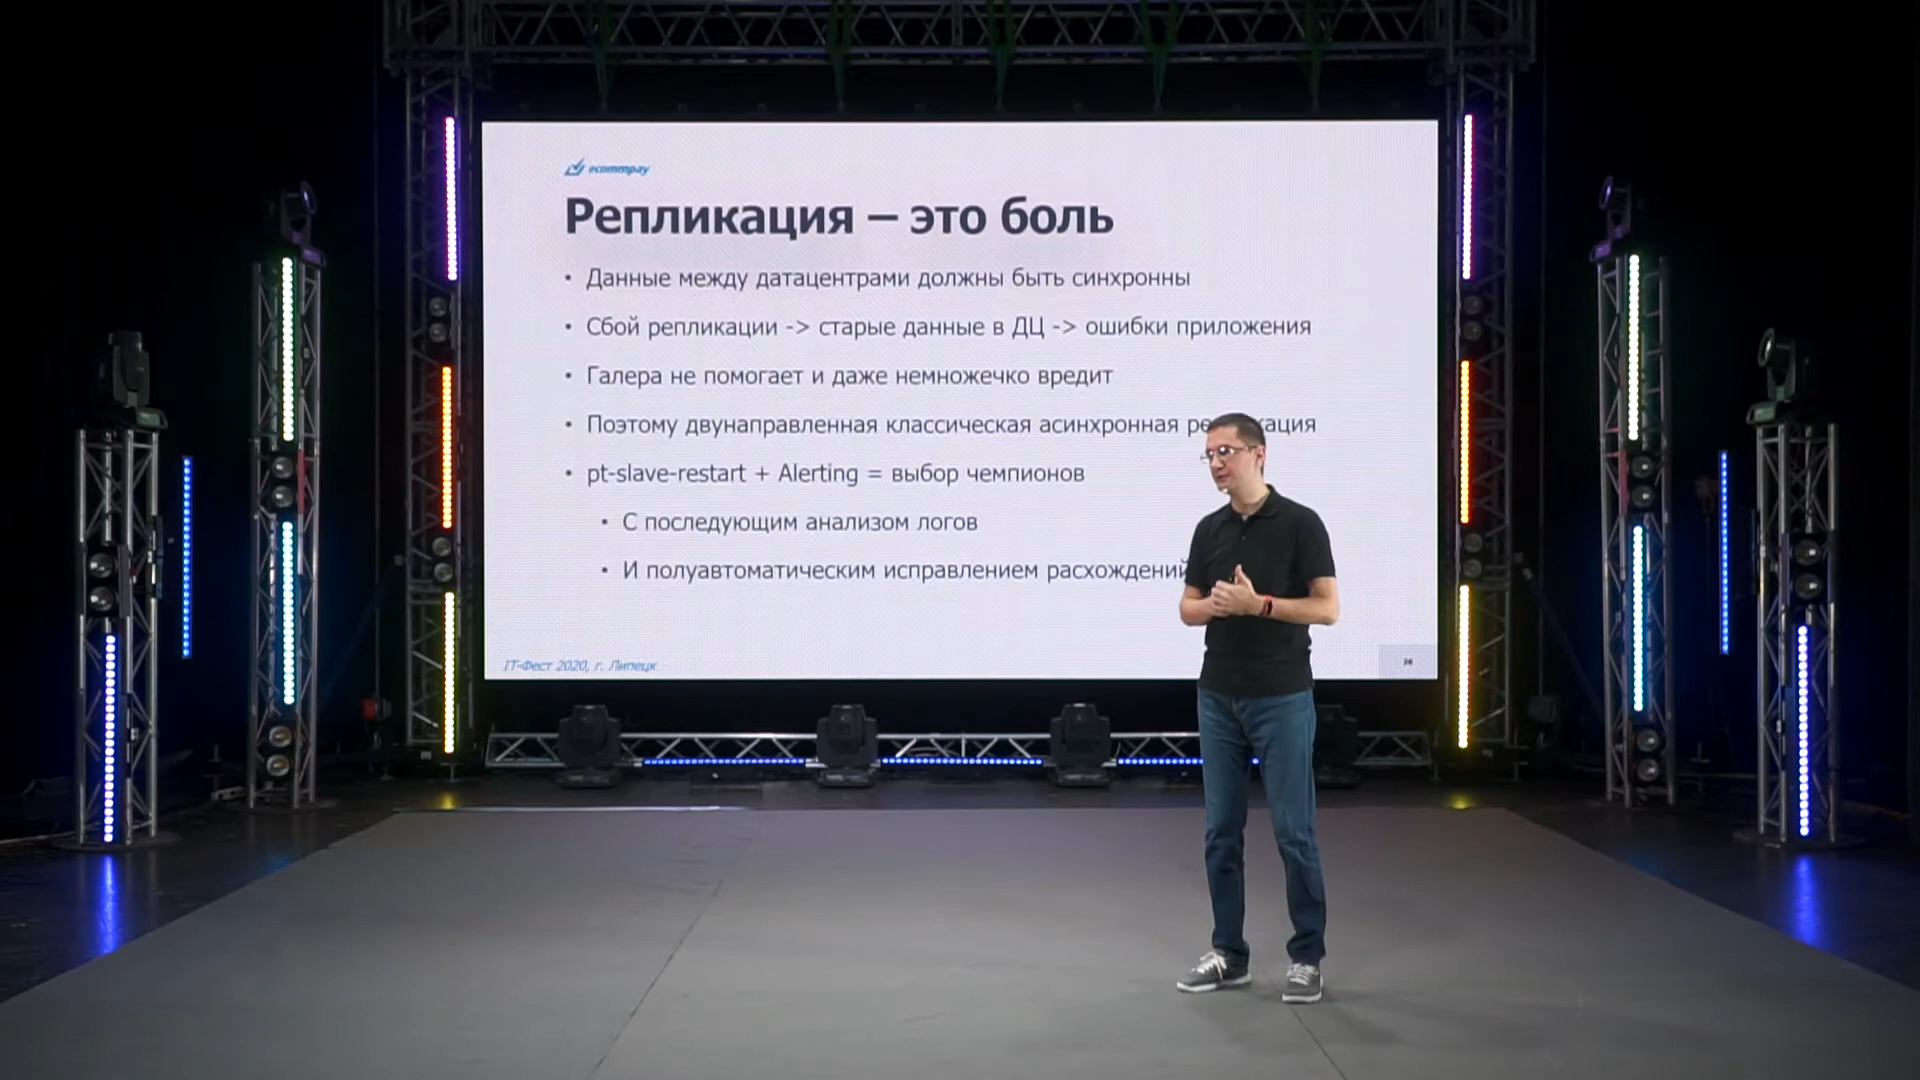 ecommpay
Репликация – это боль
• Данные между датацентрами должны быть синхронны
• Сбой репликации -> старые данные в ДЦ -> ошибки приложения
• Галера не помогает и даже немножечко вредит
• Поэтому двунаправленная классическая асинхронная ре кация
• pt-slave-restart + Alerting = выбор чемпионов
• С последующим анализом логов
• И полуавтоматическим исправлением расхождений
IT-Фест 2020, г. Липецк